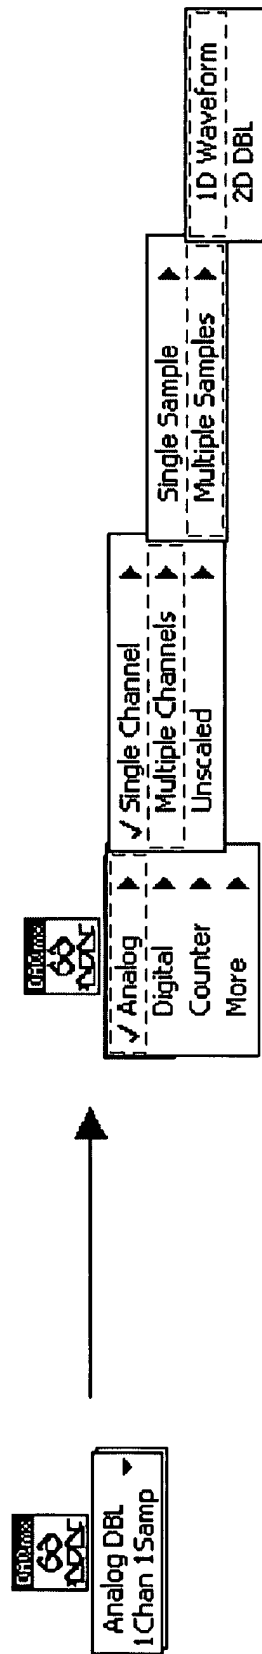 DAQmx
Analog DBL
1Chan 1Samp
DAQmx
✓ Analog
Digital
Counter
More
✓ Single Channel
Multiple Channels
Unscaled
Single Sample
Multiple Samples
1D Waveform
2D DBL